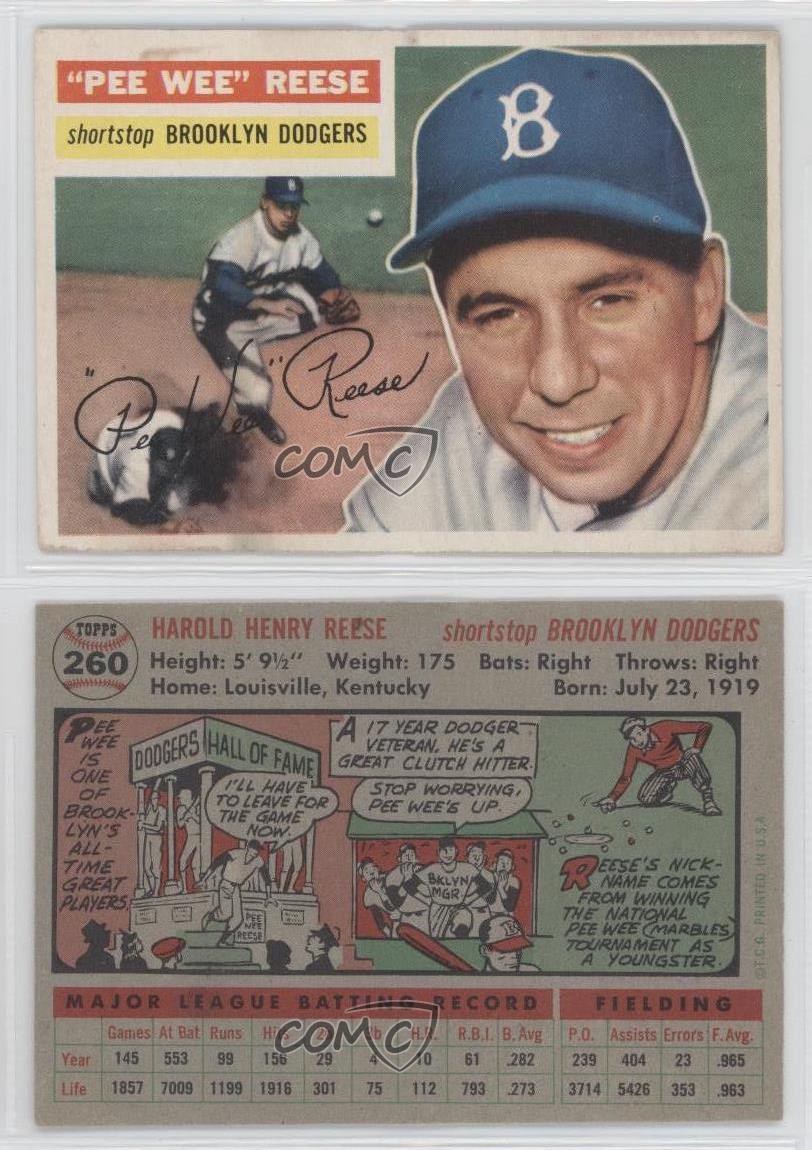 "PEE WEE" REESE
shortstop BROOKLYN DODGERS
B
"Pee Wee" Reese
COMC
TOPPS
260
HAROLD HENRY REESE shortstop BROOKLYN DODGERS
Height: 5' 9½" Weight: 175 Bats: Right Throws: Right
Home: Louisville, Kentucky Born: July 23, 1919
PEE
WEE
IS
ONE
OF
BROOK-
LYN'S
ALL-
TIME
GREAT
PLAYERS.
DODGERS HALL OF FAME
I'LL HAVE
TO LEAVE FOR
THE GAME
NOW.
PEE
WEE
REESE
A 17 YEAR DODGER
VETERAN, HE'S A
GREAT CLUTCH HITTER.
STOP WORRYING,
PEE WEE'S UP.
BKLYN
MGR
REESE'S NICK-
NAME COMES
FROM WINNING
THE NATIONAL
PEE WEE (MARBLES)
TOURNAMENT AS
A YOUNGSTER.
©T.C.G. PRINTED IN U.S.A.
MAJOR LEAGUE BATTING RECORD FIELDING
Games At Bat Runs Hits 2b 3b H.R. R.B.I. B. Avg P.O. Assists Errors F. Avg.
Year 145 553 99 156 29 4 10 61 .282 239 404 23 .965
Life 1857 7009 1199 1916 301 75 112 793 .273 3714 5426 353 .963
COMC